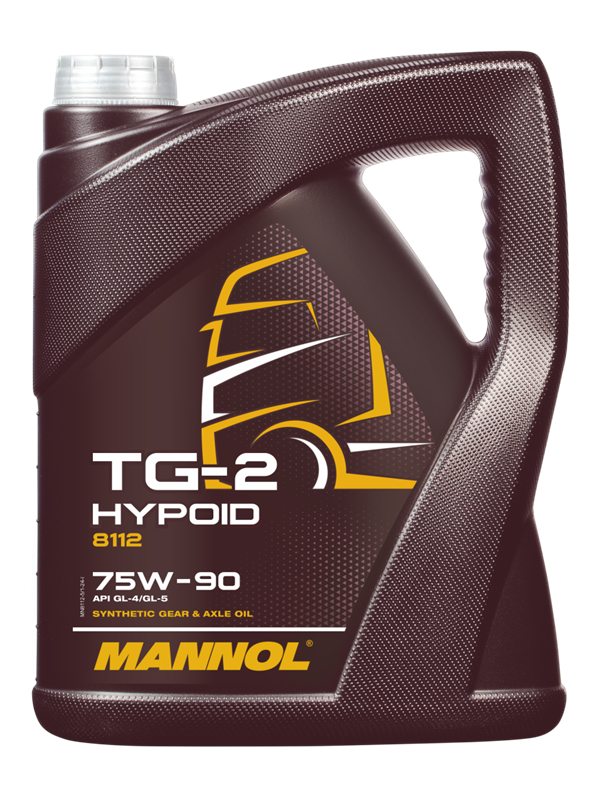 TG-2
HYPOID
8112
75W-90
API GL-4/GL-5
SYNTHETIC GEAR & AXLE OIL
MANNOL®